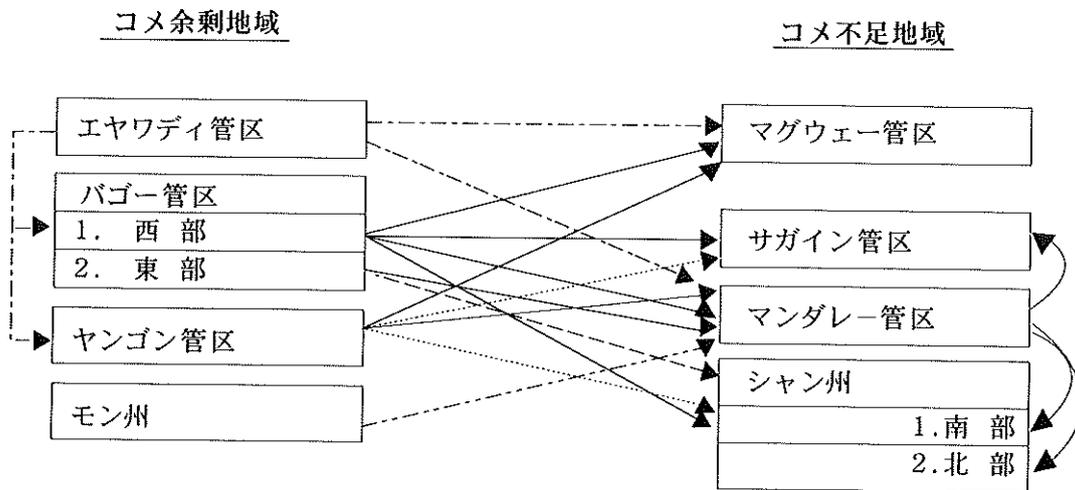 コメ余剰地域
エヤワディ管区
バゴー管区
1. 西 部
2. 東 部
ヤンゴン管区
モン州
コメ不足地域
マグウェー管区
サガイン管区
マンダレー管区
シャン州
1.南 部
2.北 部